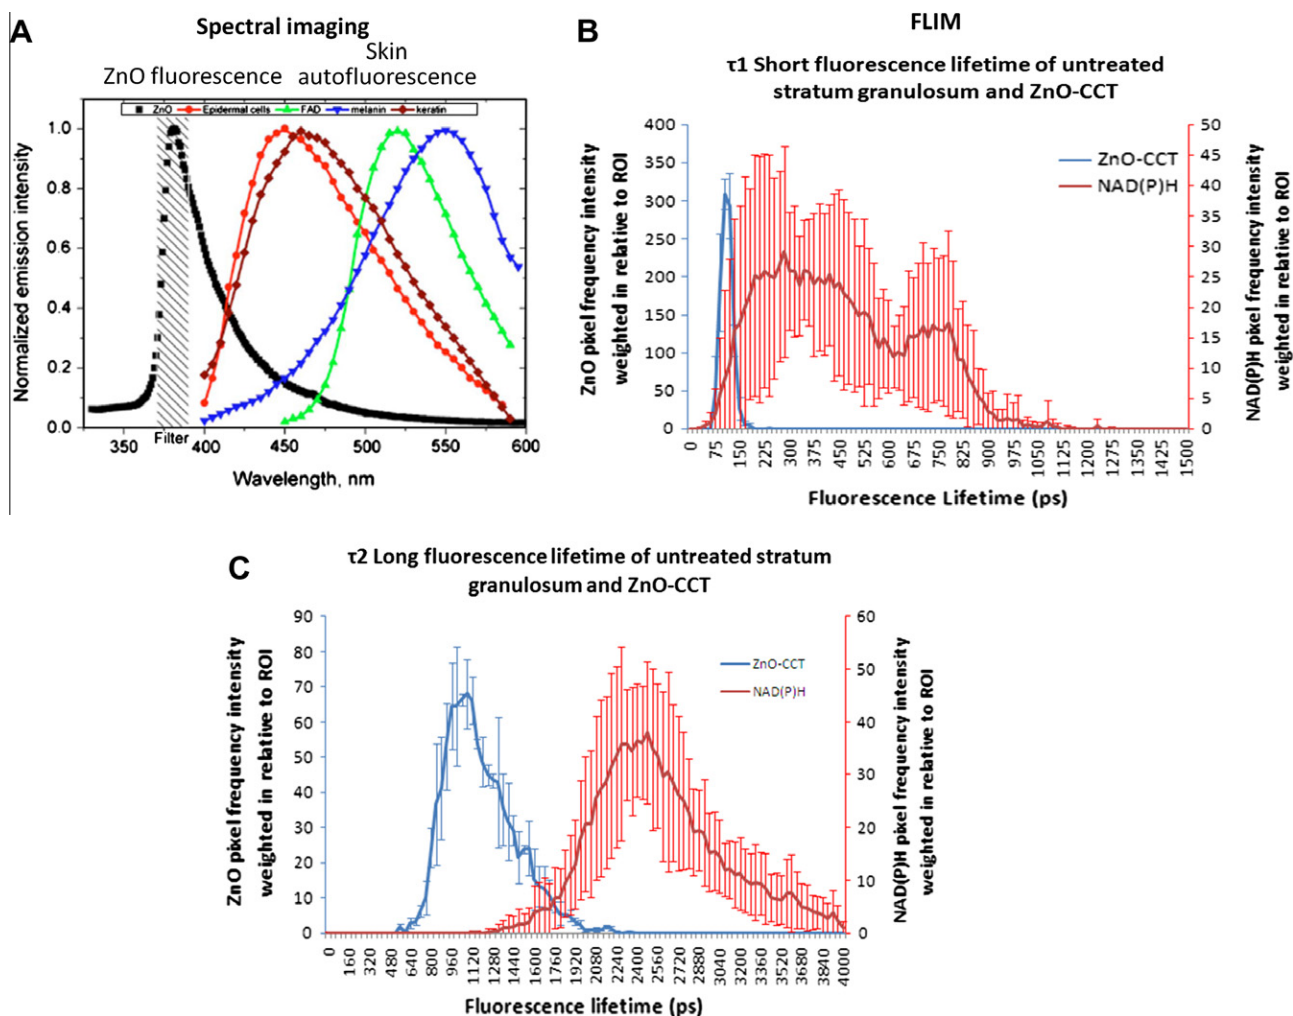 A
Spectral imaging
ZnO fluorescence
Skin
autofluorescence
ZnO Epidermal cells FAD melanin keratin
Normalized emission intensity
1.0
0.8
0.6
0.4
0.2
0.0
350 400 450 500 550 600
Filter
Wavelength, nm
B
FLIM
τ1 Short fluorescence lifetime of untreated
stratum granulosum and ZnO-CCT
ZnO pixel frequency intensity
weighted in relative to ROI
400
350
300
250
200
150
100
50
0
ZnO-CCT
NAD(P)H
50
45
40
35
30
25
20
15
10
5
0
NAD(P)H pixel frequency intensity
weighted in relative to ROI
0 75 150 225 300 375 450 525 600 675 750 825 900 975 1050 1125 1200 1275 1350 1425 1500
Fluorescence Lifetime (ps)
C
τ2 Long fluorescence lifetime of untreated stratum
granulosum and ZnO-CCT
ZnO pixel frequency intensity
weighted in relative to ROI
90
80
70
60
50
40
30
20
10
0
ZnO-CCT
NAD(P)H
60
50
40
30
20
10
0
NAD(P)H pixel frequency intensity
weighted in relative to ROI
0 160 320 480 640 800 960 1120 1280 1440 1600 1760 1920 2080 2240 2400 2560 2720 2880 3040 3200 3360 3520 3680 3840 4000
Fluorescence lifetime (ps)